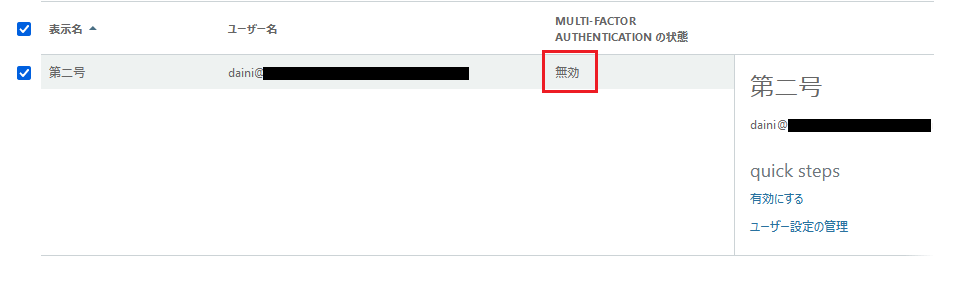 表示名
ユーザー名
MULTI-FACTOR
AUTHENTICATION の状態
第二号
daini@
無効
第二号
daini@
quick steps
有効にする
ユーザー設定の管理